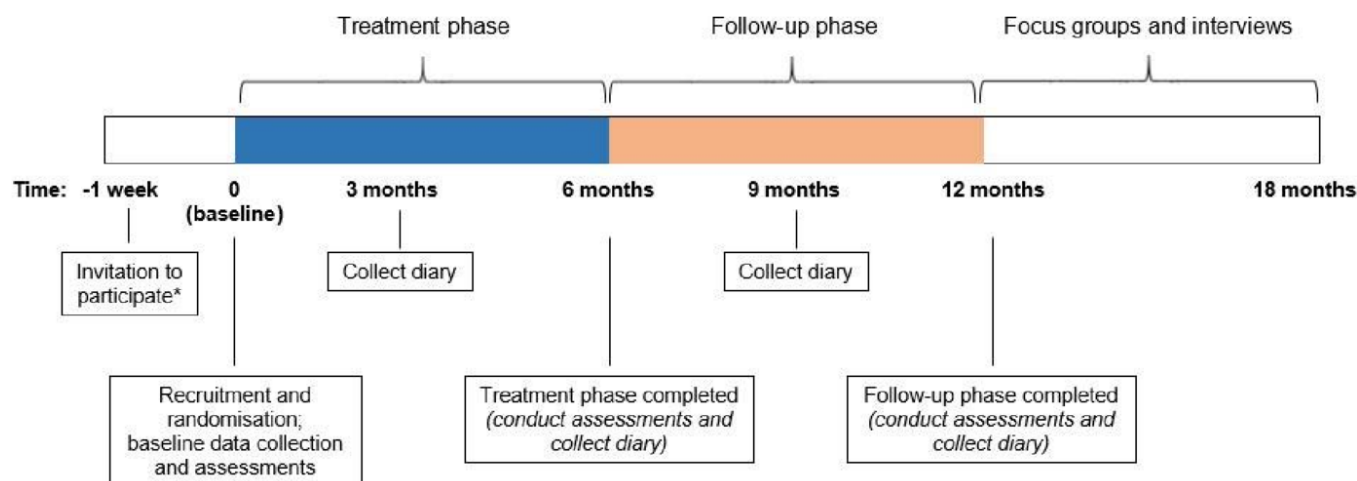 Treatment phase
Follow-up phase
Focus groups and interviews
Time: -1 week
0
(baseline)
3 months
6 months
9 months
12 months
18 months
Invitation to
participate*
Collect diary
Collect diary
Recruitment and
randomisation;
baseline data collection
and assessments
Treatment phase completed
(conduct assessments and
collect diary)
Follow-up phase completed
(conduct assessments and
collect diary)